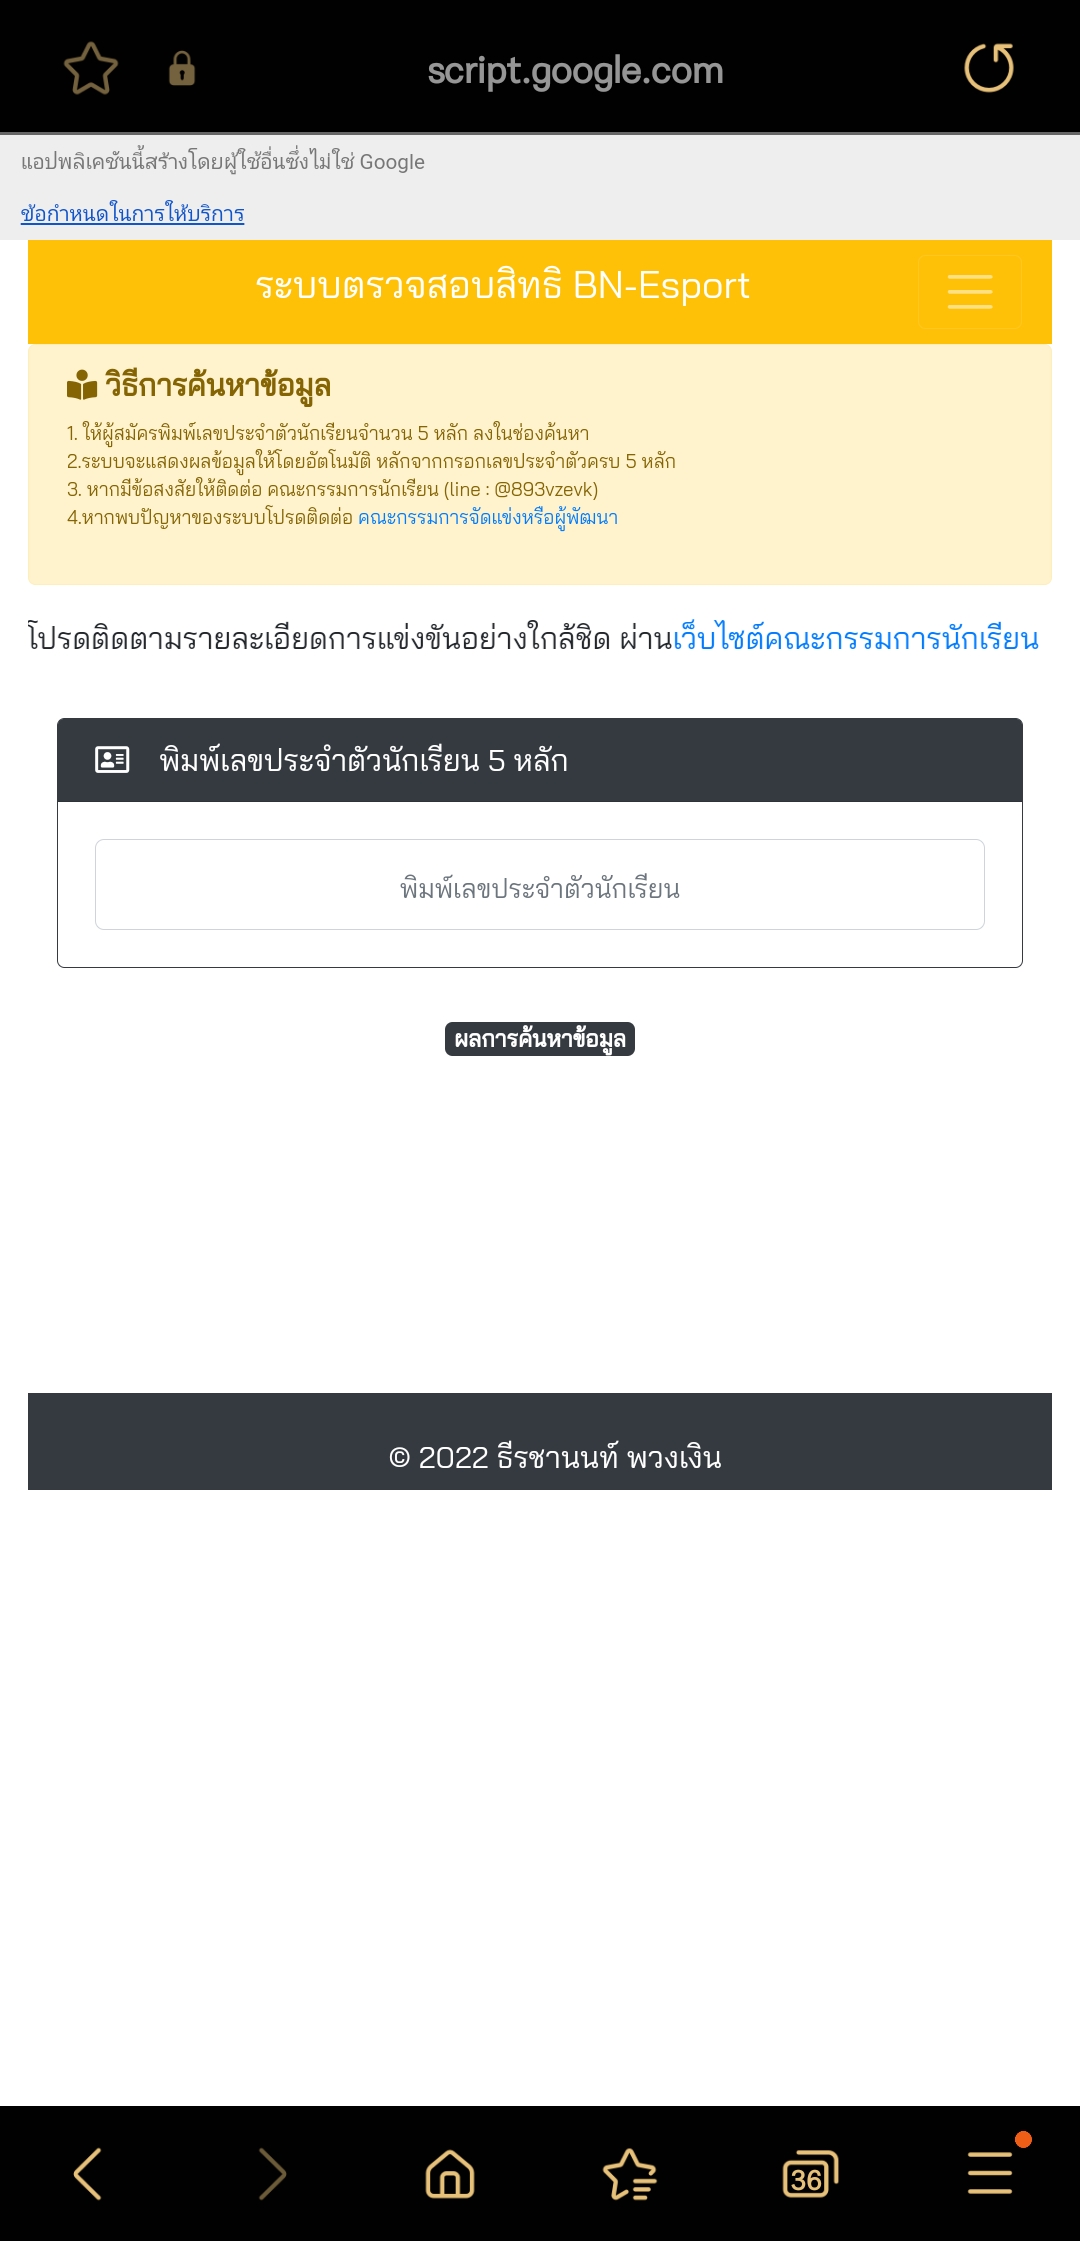 script.google.com
แอปพลิเคชันนี้สร้างโดยผู้ใช้อื่นซึ่งไม่ใช่ Google
ข้อกำหนดในการให้บริการ
ระบบตรวจสอบสิทธิ BN-Esport
วิธีการค้นหาข้อมูล
1. ให้ผู้สมัครพิมพ์เลขประจำตัวนักเรียนจำนวน 5 หลัก ลงในช่องค้นหา
2.ระบบจะแสดงผลข้อมูลให้โดยอัตโนมัติ หลักจากกรอกเลขประจำตัวครบ 5 หลัก
3. หากมีข้อสงสัยให้ติดต่อ คณะกรรมการนักเรียน (line : @893vzevk)
4.หากพบปัญหาของระบบโปรดติดต่อ คณะกรรมการจัดแข่งหรือผู้พัฒนา
โปรดติดตามรายละเอียดการแข่งขันอย่างใกล้ชิด ผ่านเว็บไซต์คณะกรรมการนักเรียน
พิมพ์เลขประจำตัวนักเรียน 5 หลัก
พิมพ์เลขประจำตัวนักเรียน
ผลการค้นหาข้อมูล
© 2022 ธีรชานนท์ พวงเงิน
36